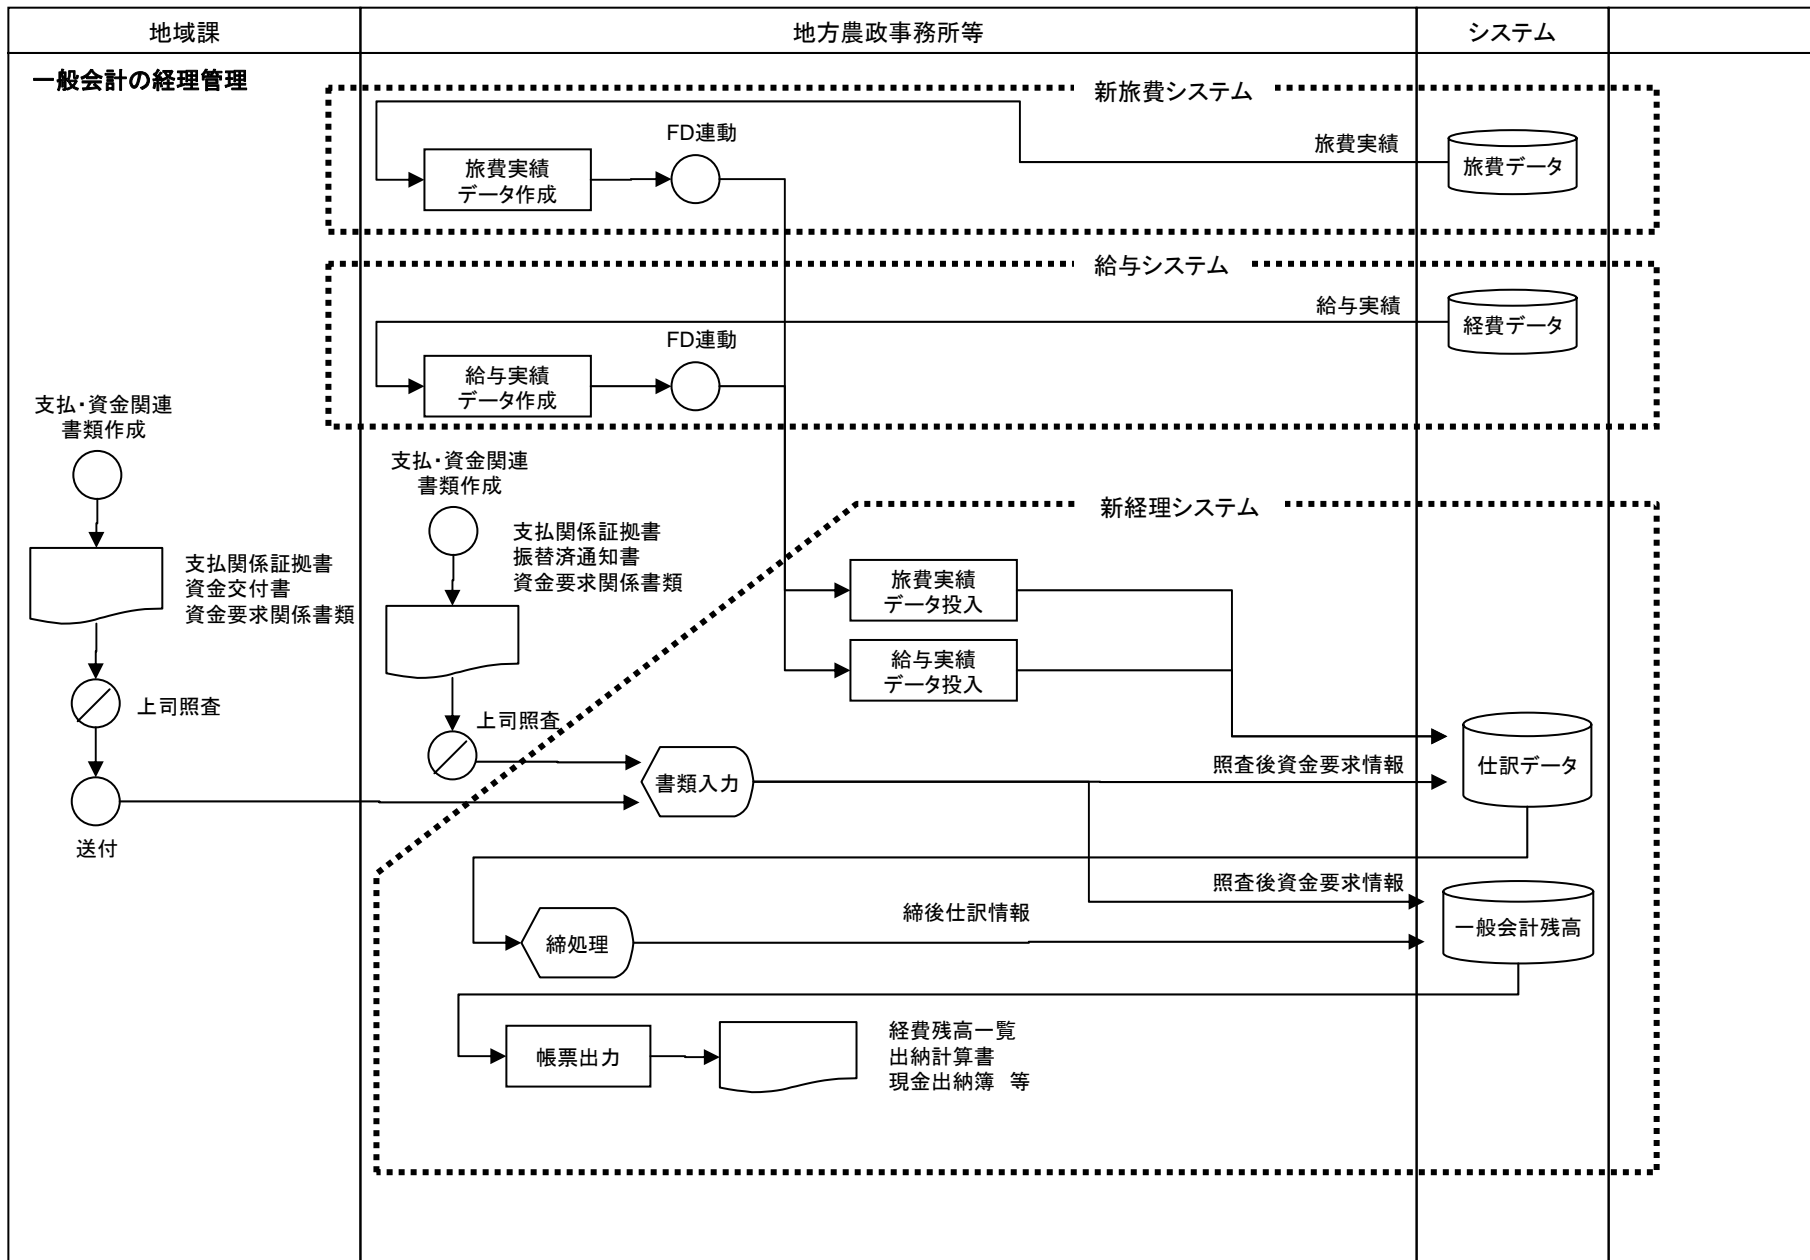 地域課
地方農政事務所等
システム
一般会計の経理管理
新旅費システム
FD連動
旅費実績
旅費実績
データ作成
旅費データ
給与システム
給与実績
FD連動
経費データ
給与実績
データ作成
支払・資金関連
書類作成
支払・資金関連
書類作成
新経理システム
支払関係証拠書
振替済通知書
資金要求関係書類
支払関係証拠書
資金交付書
資金要求関係書類
旅費実績
データ投入
給与実績
データ投入
上司照査
上司照査
書類入力
照査後資金要求情報
仕訳データ
送付
照査後資金要求情報
締後仕訳情報
一般会計残高
締処理
帳票出力
経費残高一覧
出納計算書
現金出納簿 等